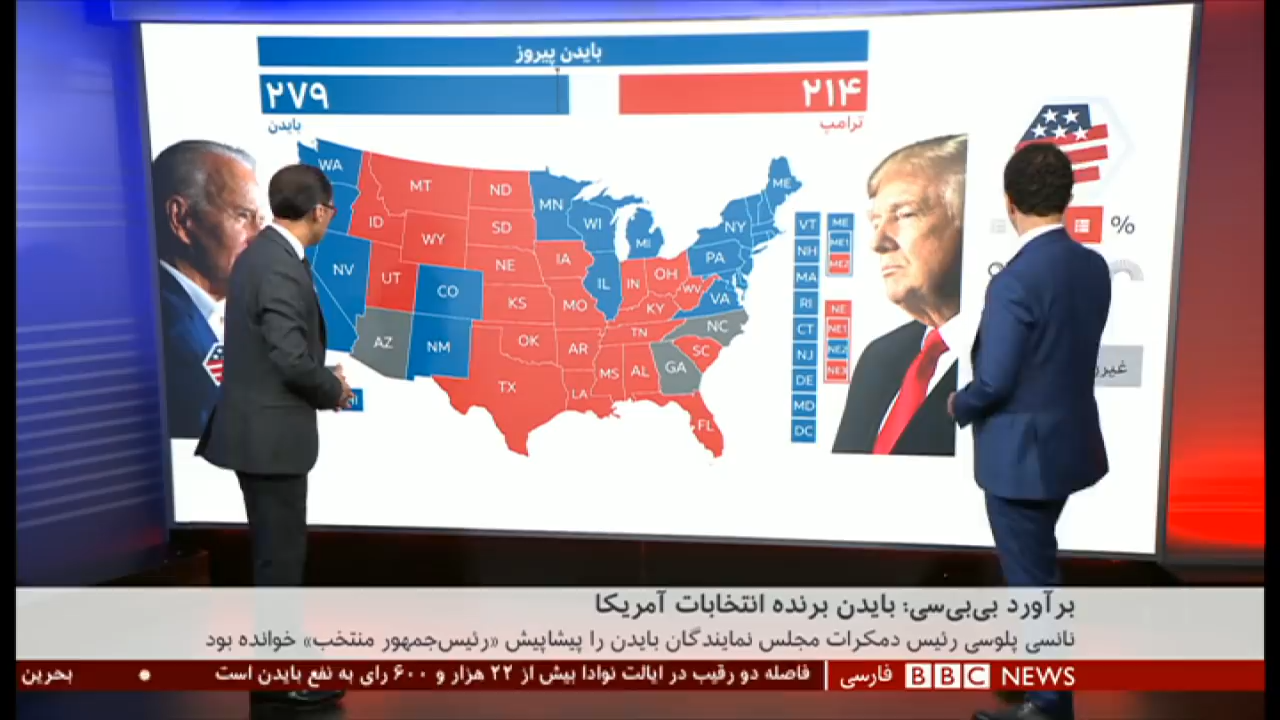 بایدن پیروز
۲۷۹
۲۱۴
بایدن
ترامپ
WA
MT
ND
MN
ID
WY
SD
WI
MI
NY
ME
NV
UT
CO
NE
IA
IL
IN
OH
PA
WV
VA
KS
MO
KY
AZ
NM
OK
AR
TN
NC
SC
TX
LA
MS
AL
GA
FL
HI
VT
NH
MA
RI
CT
NJ
DE
MD
DC
ME
ME1
ME2
NE
NE1
NE2
NE3
%
برآورد بی‌بی‌سی: بایدن برنده انتخابات آمریکا
نانسی پلوسی رئیس دمکرات مجلس نمایندگان بایدن را پیشاپیش «رئیس‌جمهور منتخب» خوانده بود
BBC NEWS فارسی | فاصله دو رقیب در ایالت نوادا بیش از ۲۲ هزار و ۶۰۰ رای به نفع بایدن است • بحرین